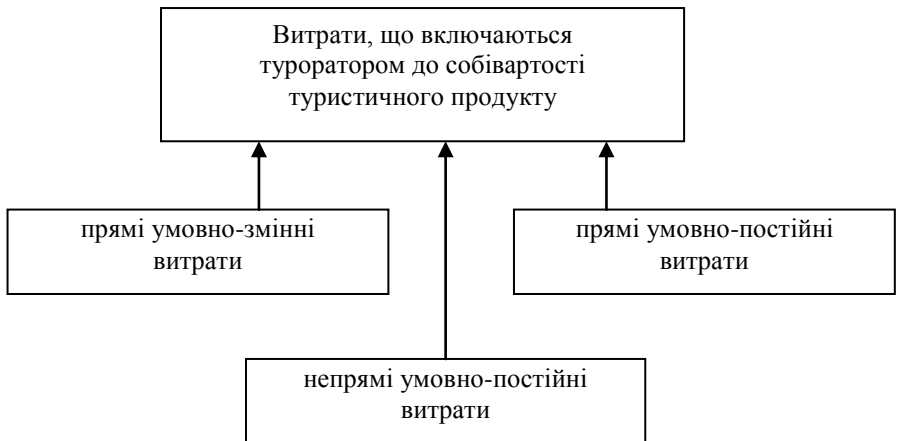 Витрати, що включаються
туроратором до собівартості
туристичного продукту
прямі умовно-змінні
витрати
прямі умовно-постійні
витрати
непрямі умовно-постійні
витрати